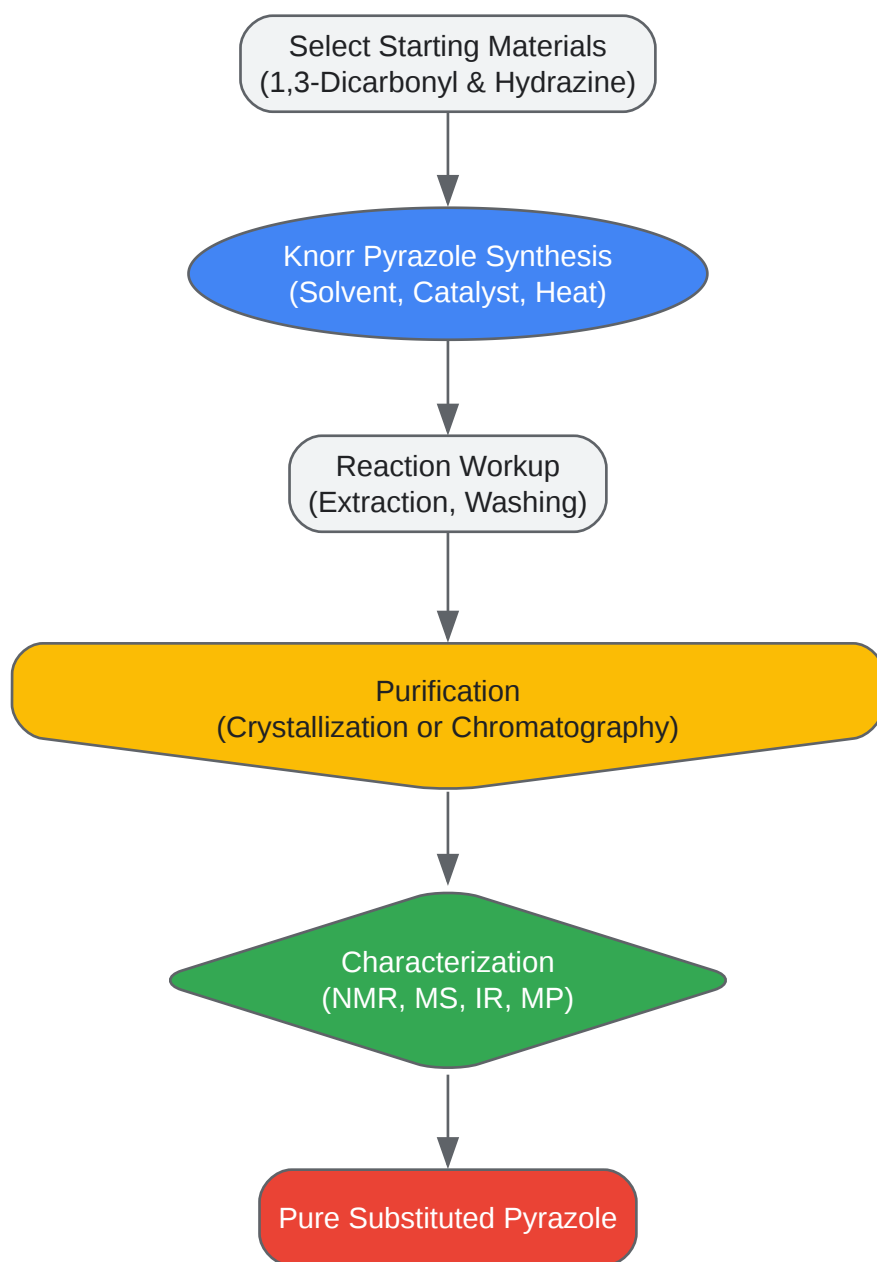 Select Starting Materials
(1,3-Dicarbonyl & Hydrazine)
Knorr Pyrazole Synthesis
(Solvent, Catalyst, Heat)
Reaction Workup
(Extraction, Washing)
Purification
(Crystallization or Chromatography)
Characterization
(NMR, MS, IR, MP)
Pure Substituted Pyrazole